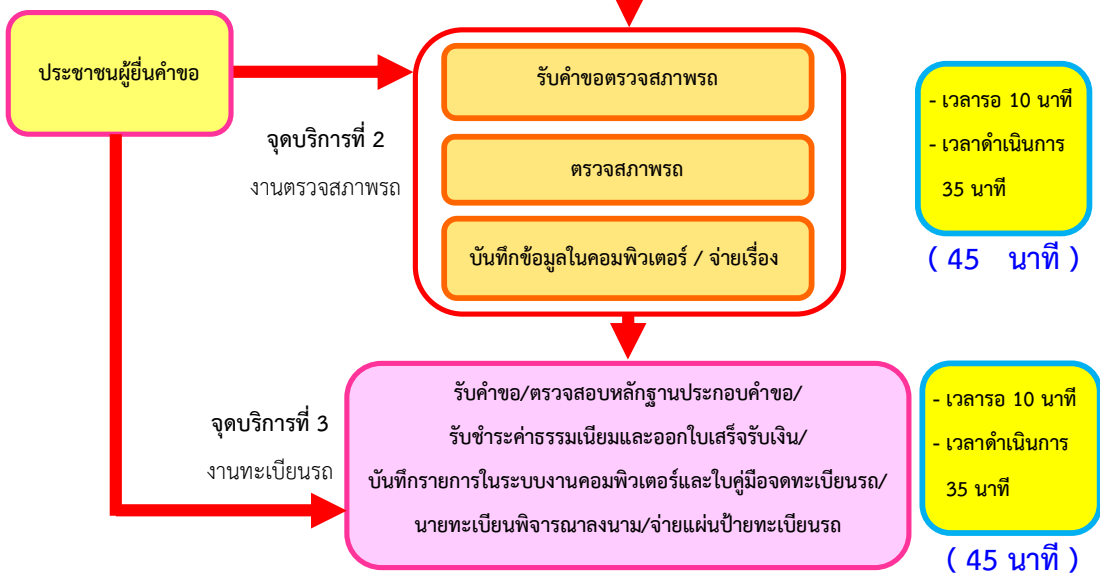 ประชาชนผู้ยื่นคำขอ
รับคำขอตรวจสภาพรถ
จุดบริการที่ 2
งานตรวจสภาพรถ
ตรวจสภาพรถ
บันทึกข้อมูลในคอมพิวเตอร์ / จ่ายเรื่อง
- เวลารอ 10 นาที
- เวลาดำเนินการ
35 นาที
( 45 นาที )
จุดบริการที่ 3
งานทะเบียนรถ
รับคำขอ/ตรวจสอบหลักฐานประกอบคำขอ/
รับชำระค่าธรรมเนียมและออกใบเสร็จรับเงิน/
บันทึกรายการในระบบงานคอมพิวเตอร์และใบคู่มือจดทะเบียนรถ/
นายทะเบียนพิจารณาลงนาม/จ่ายแผ่นป้ายทะเบียนรถ
- เวลารอ 10 นาที
- เวลาดำเนินการ
35 นาที
( 45 นาที )